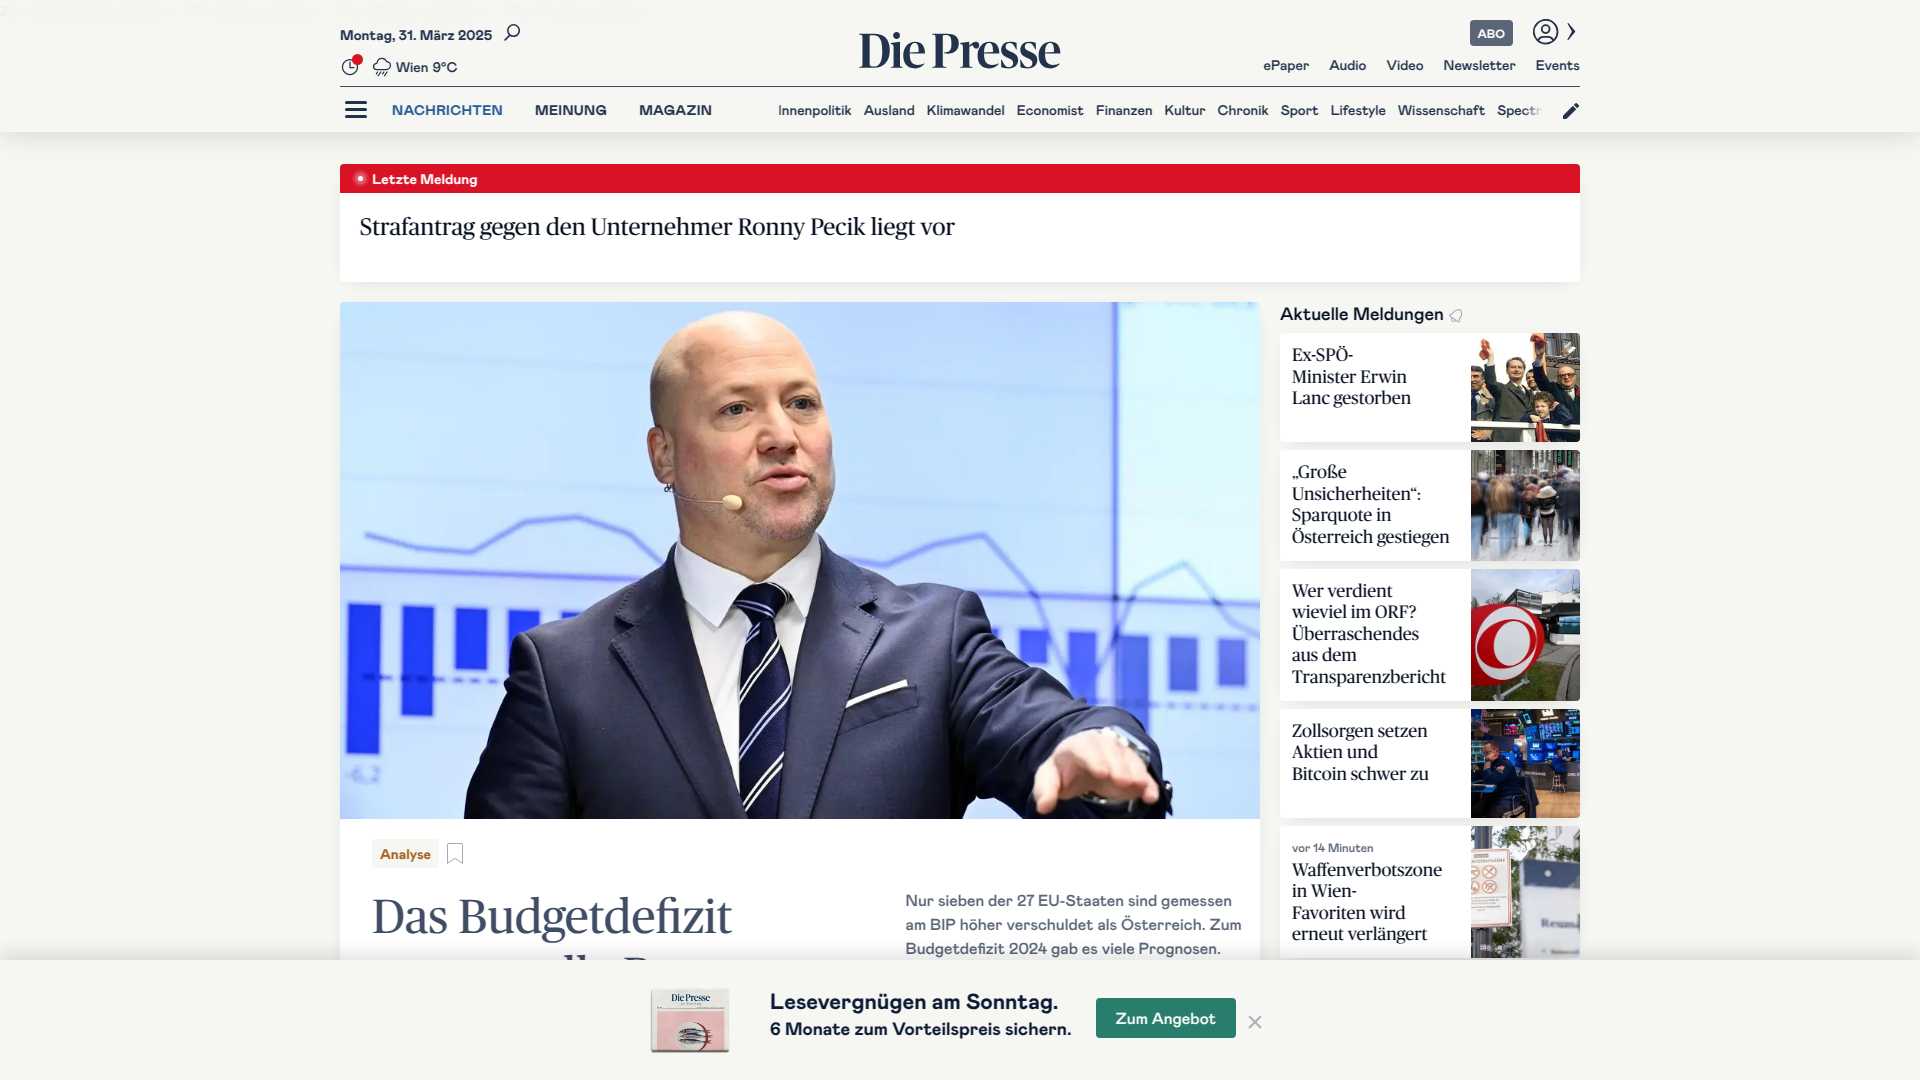 Montag, 31. März 2025
Die Presse
ABO
Wien 9°C
ePaper Audio Video Newsletter Events
NACHRICHTEN MEINUNG MAGAZIN
Innenpolitik Ausland Klimawandel Economist Finanzen Kultur Chronik Sport Lifestyle Wissenschaft
Letzte Meldung
Strafantrag gegen den Unternehmer Ronny Pecik liegt vor
-6,2
Analyse
Das Budgetdefizit
Nur sieben der 27 EU-Staaten sind gemessen
am BIP höher verschuldet als Österreich. Zum
Budgetdefizit 2024 gab es viele Prognosen.
Aktuelle Meldungen
Ex-SPÖ-
Minister Erwin
Lanc gestorben
„Große
Unsicherheiten“:
Sparquote in
Österreich gestiegen
Wer verdient
wieviel im ORF?
Überraschendes
aus dem
Transparenzbericht
Zollsorgen setzen
Aktien und
Bitcoin schwer zu
vor 14 Minuten
Waffenverbotszone
in Wien-
Favoriten wird
erneut verlängert
Die Presse
Lesevergnügen am Sonntag.
6 Monate zum Vorteilspreis sichern.
Zum Angebot